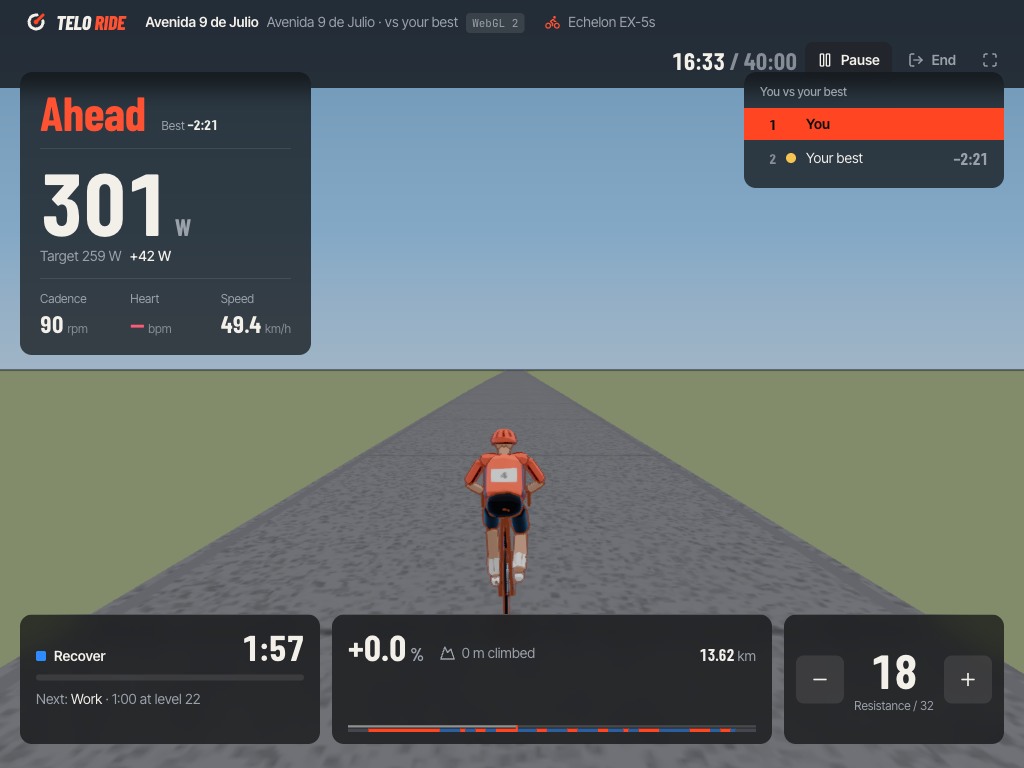 TELO RIDE Avenida 9 de Julio Avenida 9 de Julio · vs your best WebGL 2 Echelon EX-5s
16:33 / 40:00 Pause End
Ahead Best −2:21
301 W
Target 259 W +42 W
Cadence Heart Speed
90 rpm – bpm 49.4 km/h
You vs your best
1 You
2 Your best −2:21
4
Recover 1:57
Next: Work · 1:00 at level 22
+0.0 % 0 m climbed 13.62 km
− 18 +
Resistance / 32